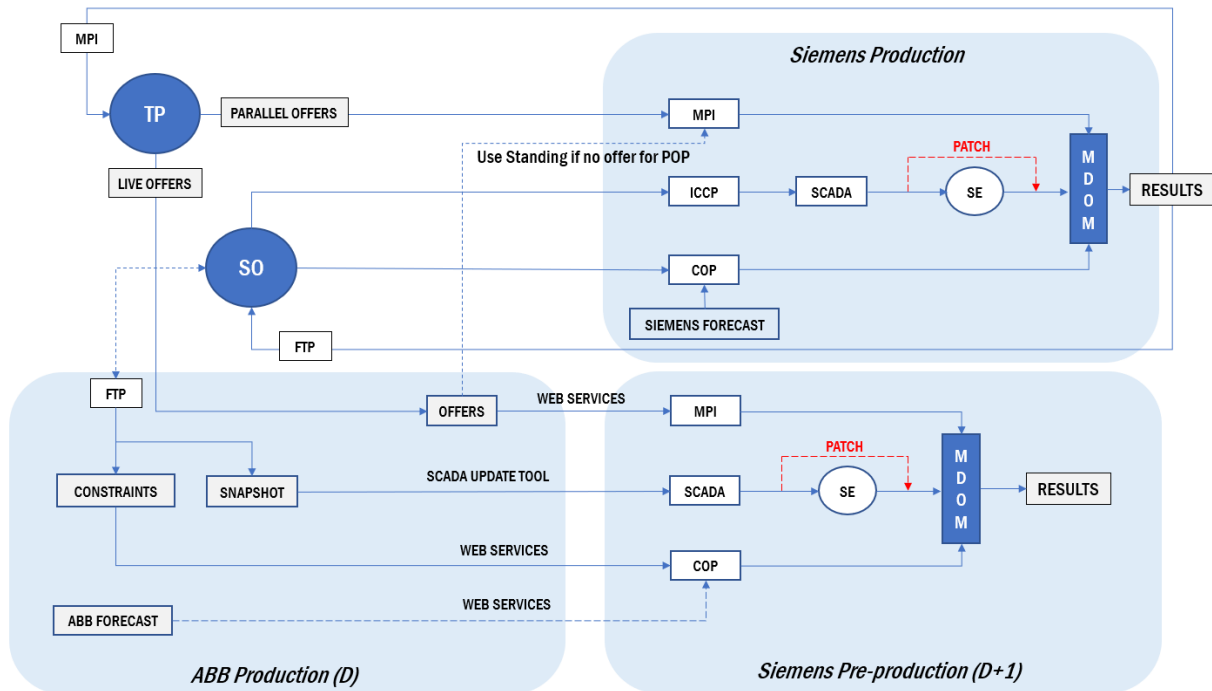 MPI
Siemens Production
TP
PARALLEL OFFERS
MPI
Use Standing if no offer for POP
PATCH
LIVE OFFERS
ICCP
SCADA
SE
M
D
O
M
RESULTS
SO
COP
SIEMENS FORECAST
FTP
FTP
OFFERS
WEB SERVICES
MPI
PATCH
CONSTRAINTS
SNAPSHOT
SCADA UPDATE TOOL
SCADA
SE
M
D
O
M
RESULTS
WEB SERVICES
COP
ABB FORECAST
WEB SERVICES
ABB Production (D)
Siemens Pre-production (D+1)